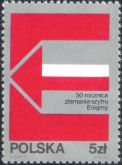 50 rocznica
złamania szyfru
Enigmy
POLSKA 5zł